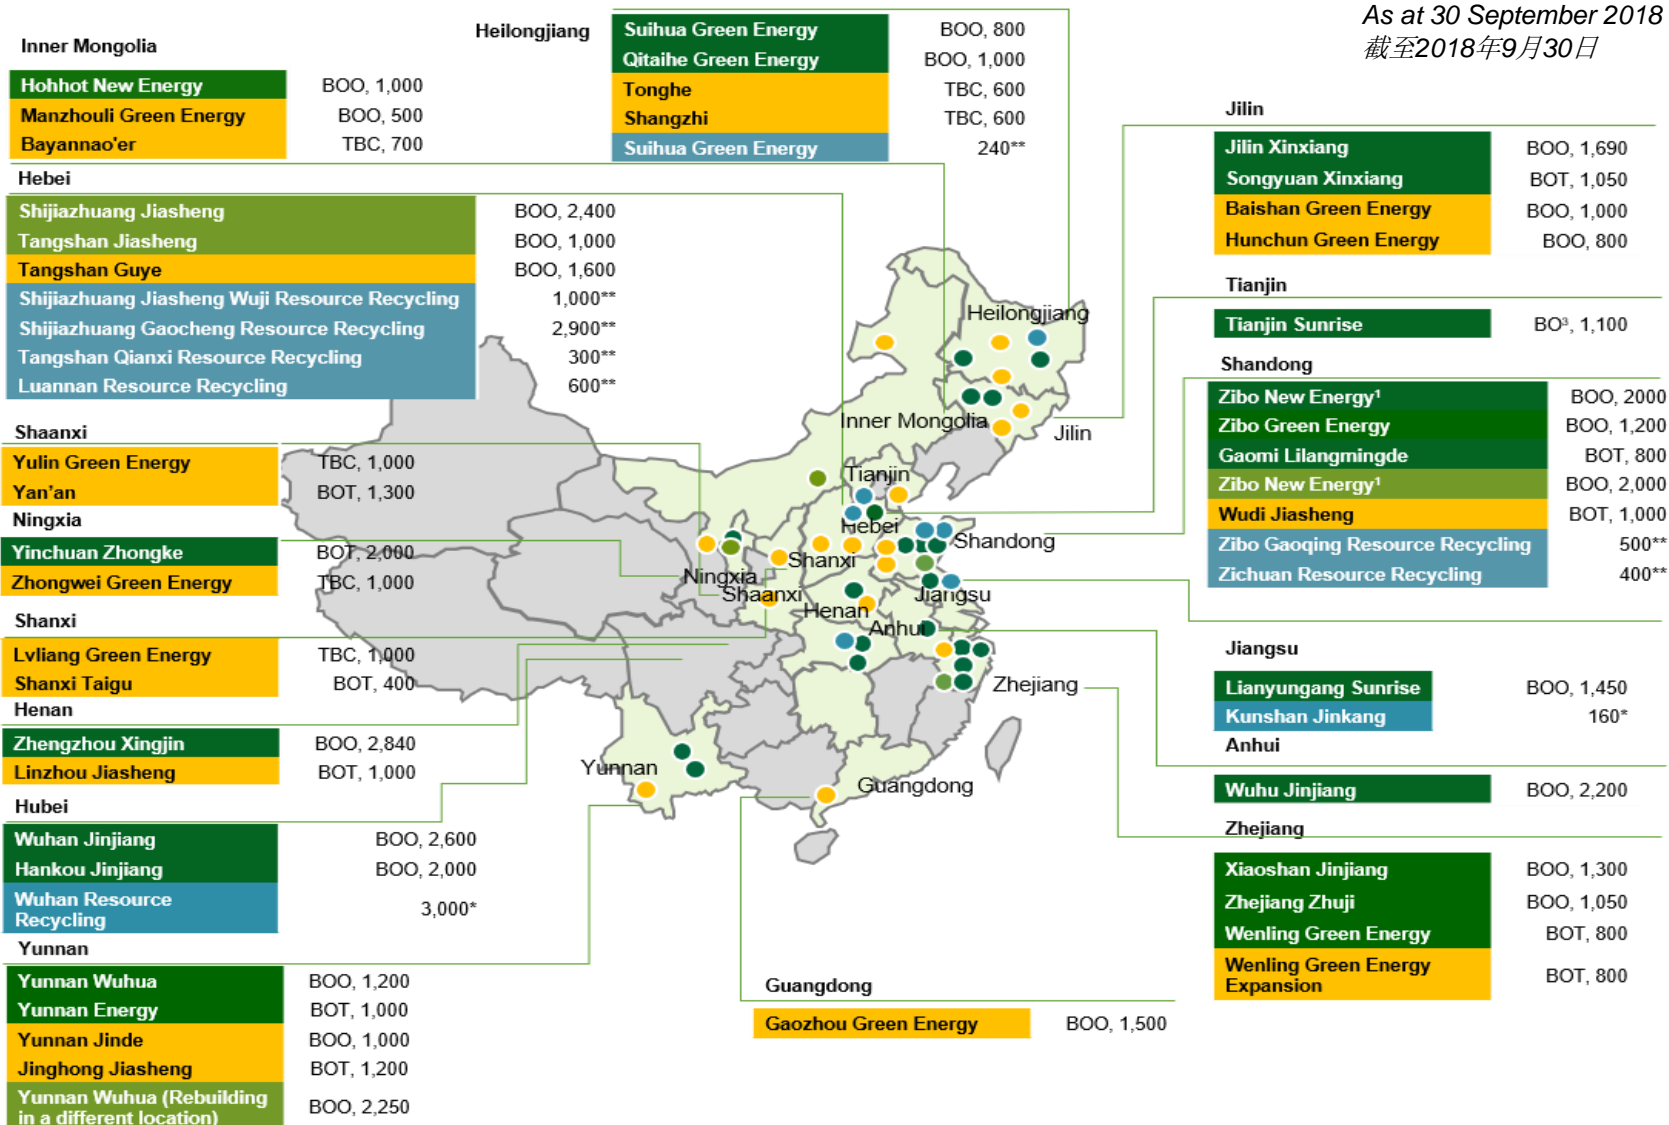 As at 30 September 2018
截至2018年9月30日
Inner Mongolia
Hohhot New Energy BOO, 1,000
Manzhouli Green Energy BOO, 500
Bayannao'er TBC, 700
Heilongjiang
Suihua Green Energy BOO, 800
Qitaihe Green Energy BOO, 1,000
Tonghe TBC, 600
Shangzhi TBC, 600
Suihua Green Energy 240**
Hebei
Shijiazhuang Jiasheng BOO, 2,400
Tangshan Jiasheng BOO, 1,000
Tangshan Guye BOO, 1,600
Shijiazhuang Jiasheng Wuji Resource Recycling 1,000**
Shijiazhuang Gaocheng Resource Recycling 2,900**
Tangshan Qianxi Resource Recycling 300**
Luannan Resource Recycling 600**
Shaanxi
Yulin Green Energy TBC, 1,000
Yan’an BOT, 1,300
Ningxia
Yinchuan Zhongke BOT, 2,000
Zhongwei Green Energy TBC, 1,000
Shanxi
Lvliang Green Energy TBC, 1,000
Shanxi Taigu BOT, 400
Henan
Zhengzhou Xingjin BOO, 2,840
Linzhou Jiasheng BOT, 1,000
Hubei
Wuhan Jinjiang BOO, 2,600
Hankou Jinjiang BOO, 2,000
Wuhan Resource
Recycling 3,000*
Yunnan
Yunnan Wuhua BOO, 1,200
Yunnan Energy BOT, 1,000
Yunnan Jinde BOO, 1,000
Jinghong Jiasheng BOT, 1,200
Yunnan Wuhua (Rebuilding
in a different location) BOO, 2,250
Heilongjiang
Inner Mongolia
Jilin
Tianjin
Hebei
Shandong
Shanxi
Ningxia
Shaanxi
Jiangsu
Henan
Anhui
Zhejiang
Yunnan
Guangdong
Guangdong
Gaozhou Green Energy BOO, 1,500
Jilin
Jilin Xinxiang BOO, 1,690
Songyuan Xinxiang BOT, 1,050
Baishan Green Energy BOO, 1,000
Hunchun Green Energy BOO, 800
Tianjin
Tianjin Sunrise BO³, 1,100
Shandong
Zibo New Energy¹ BOO, 2000
Zibo Green Energy BOO, 1,200
Gaomi Lilangmingde BOT, 800
Zibo New Energy¹ BOO, 2,000
Wudi Jiasheng BOT, 1,000
Zibo Gaoqing Resource Recycling 500**
Zichuan Resource Recycling 400**
Jiangsu
Lianyungang Sunrise BOO, 1,450
Kunshan Jinkang 160*
Anhui
Wuhu Jinjiang BOO, 2,200
Zhejiang
Xiaoshan Jinjiang BOO, 1,300
Zhejiang Zhuji BOO, 1,050
Wenling Green Energy BOT, 800
Wenling Green Energy
Expansion BOT, 800